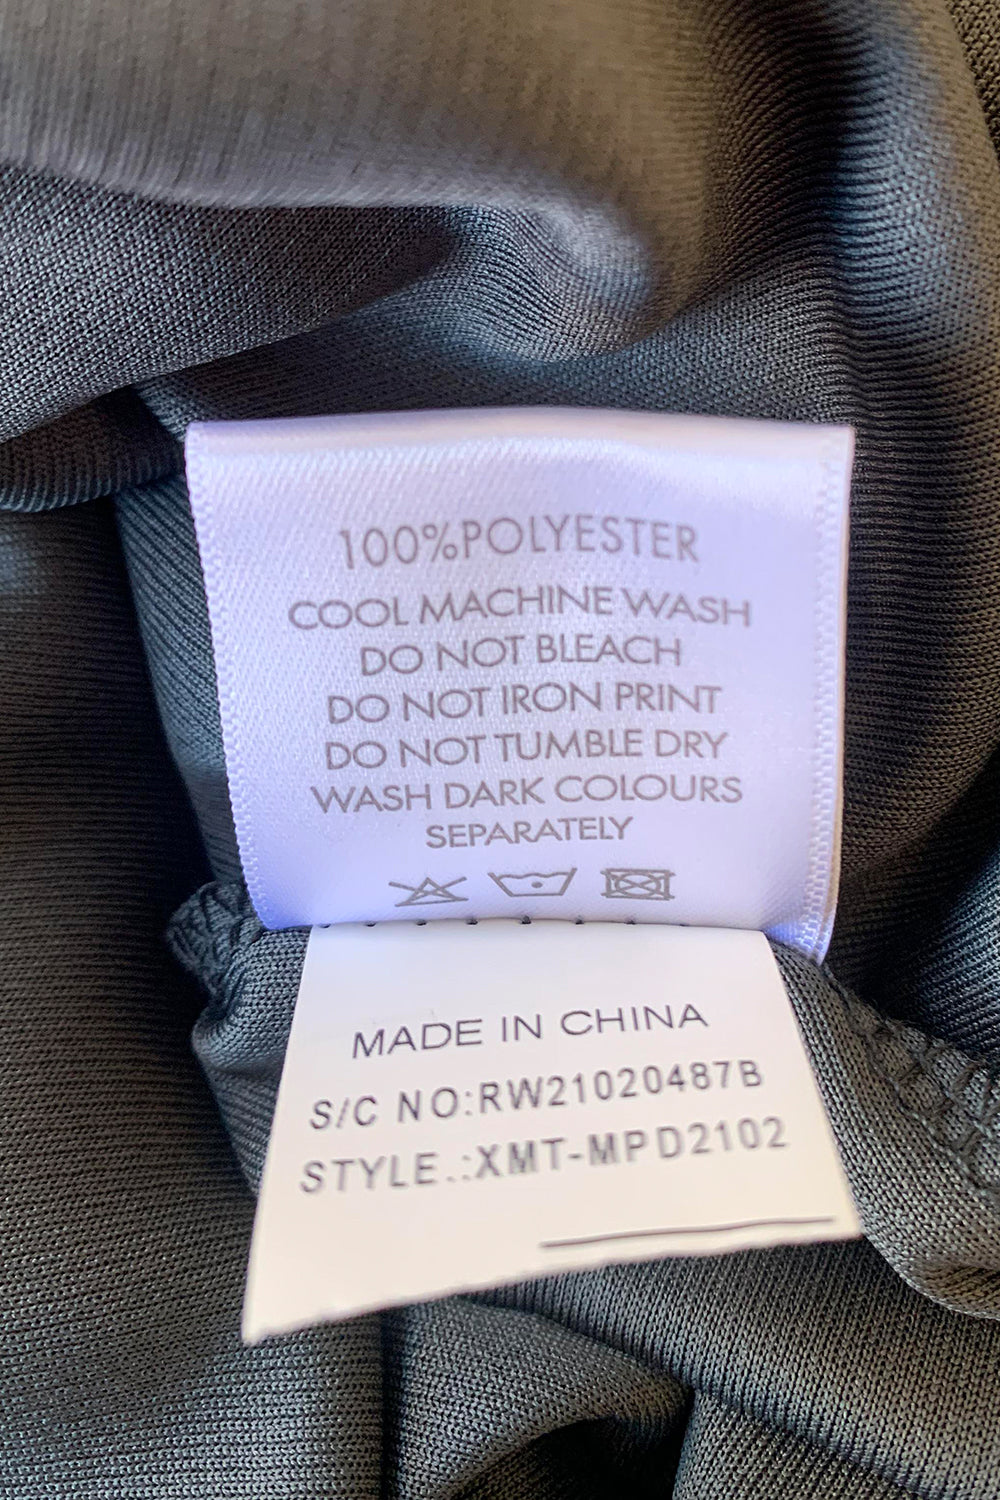 100%POLYESTER
COOL MACHINE WASH
DO NOT BLEACH
DO NOT IRON PRINT
DO NOT TUMBLE DRY
WASH DARK COLOURS
SEPARATELY
MADE IN CHINA
S/C NO:RW21020487B
STYLE.:XMT-MPD2102